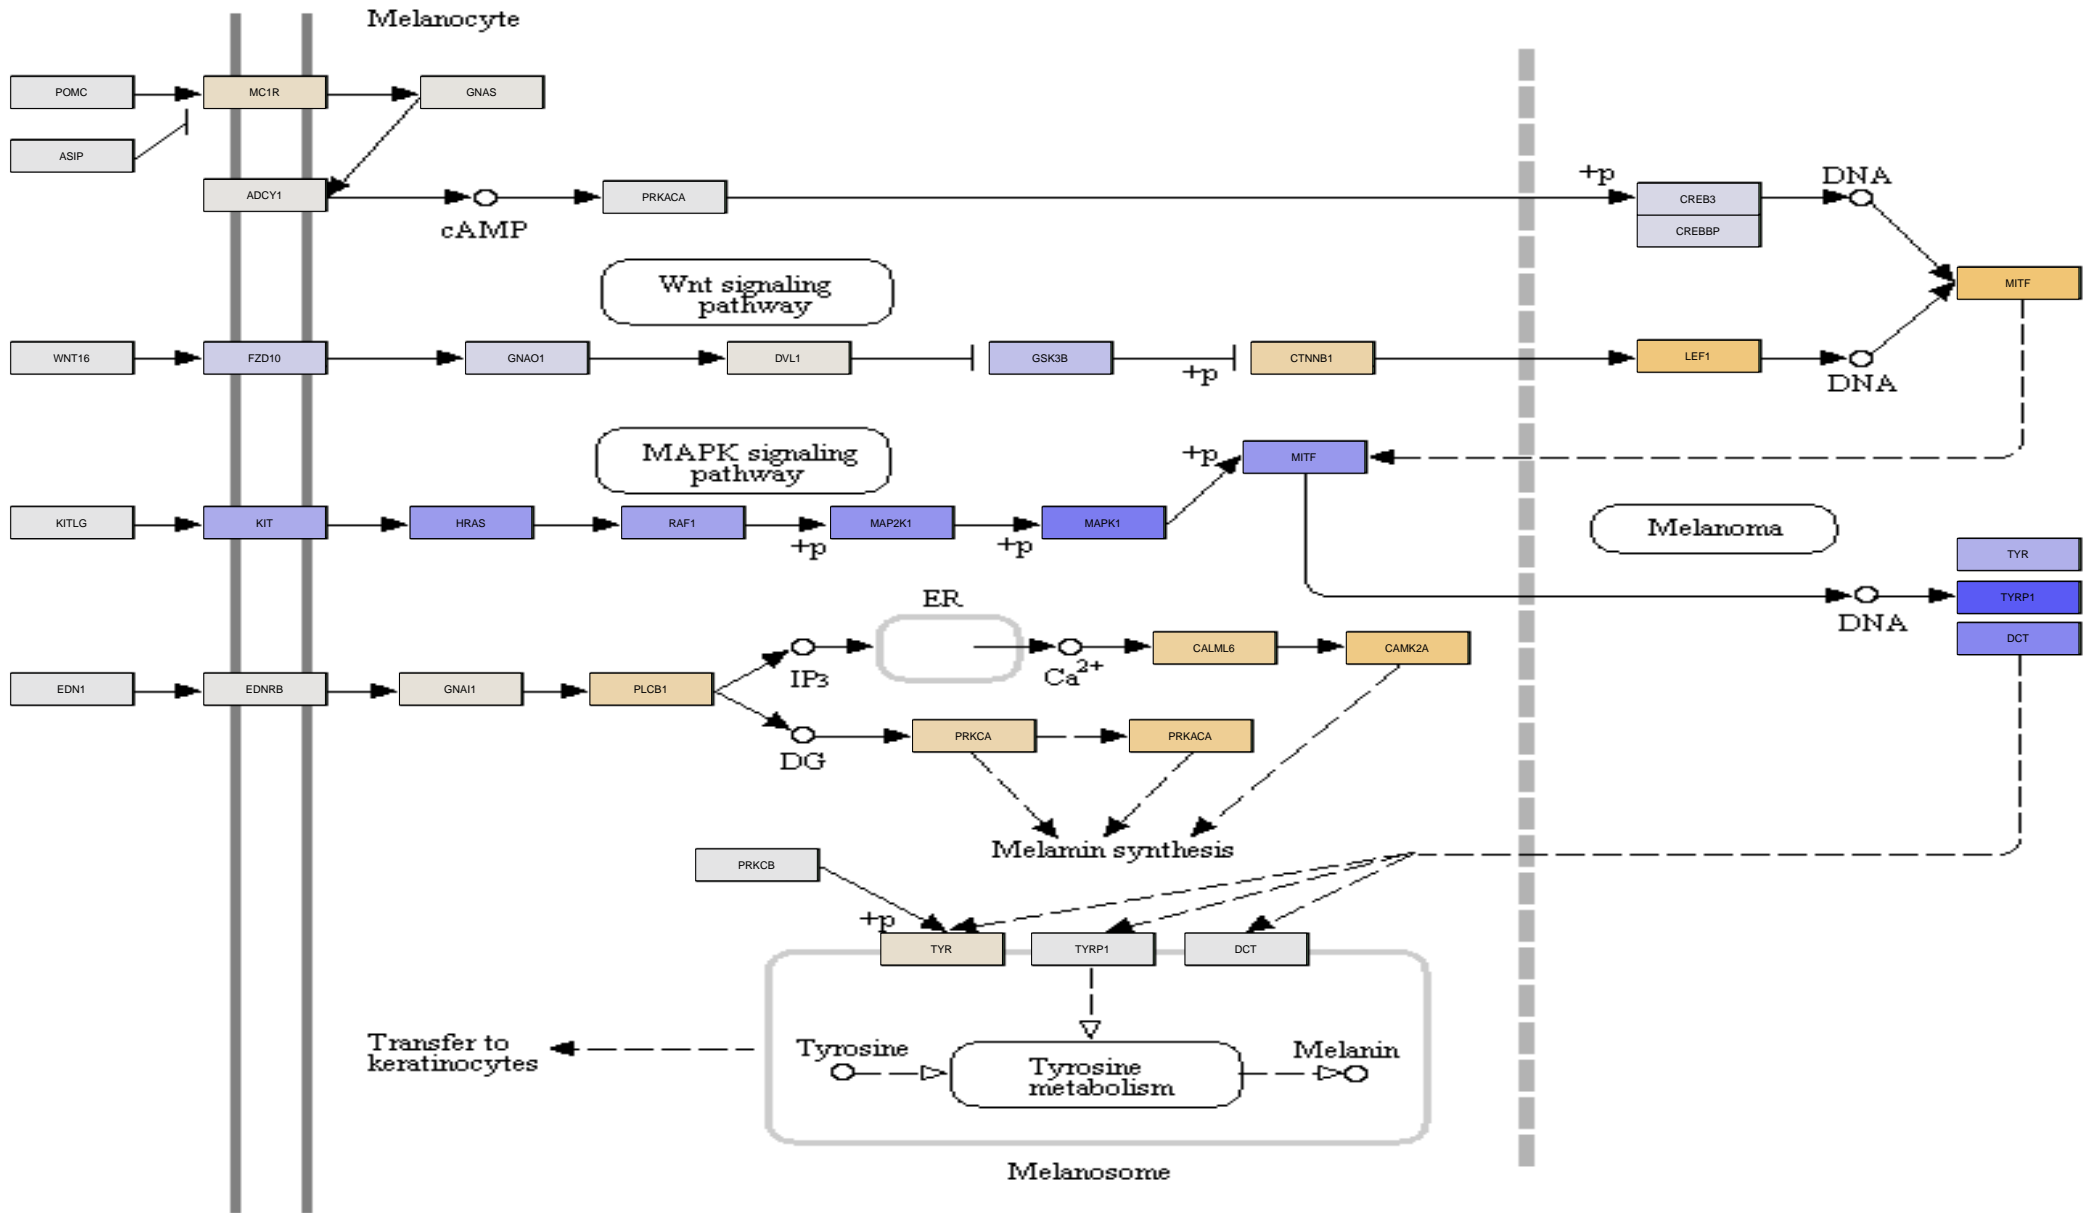 Melanocyte
POMC
MC1R
GNAS
ASIP
ADCY1
cAMP
PRKACA
+p
CREB3
CREBBP
DNA
Wnt signaling
pathway
MITF
WNT16
FZD10
GNAO1
DVL1
GSK3B
+p
CTNNB1
LEF1
DNA
MAPK signaling
pathway
+p
MITF
KITLG
KIT
HRAS
RAF1
+p
MAP2K1
+p
MAPK1
Melanoma
TYR
TYRP1
DCT
DNA
ER
IP3
Ca2+
CALML6
CAMK2A
EDN1
EDNRB
GNAI1
PLCB1
DG
PRKCA
PRKACA
Melamin synthesis
PRKCB
+p
TYR
TYRP1
DCT
Transfer to
keratinocytes
Tyrosine
Tyrosine
metabolism
Melanin
Melanosome